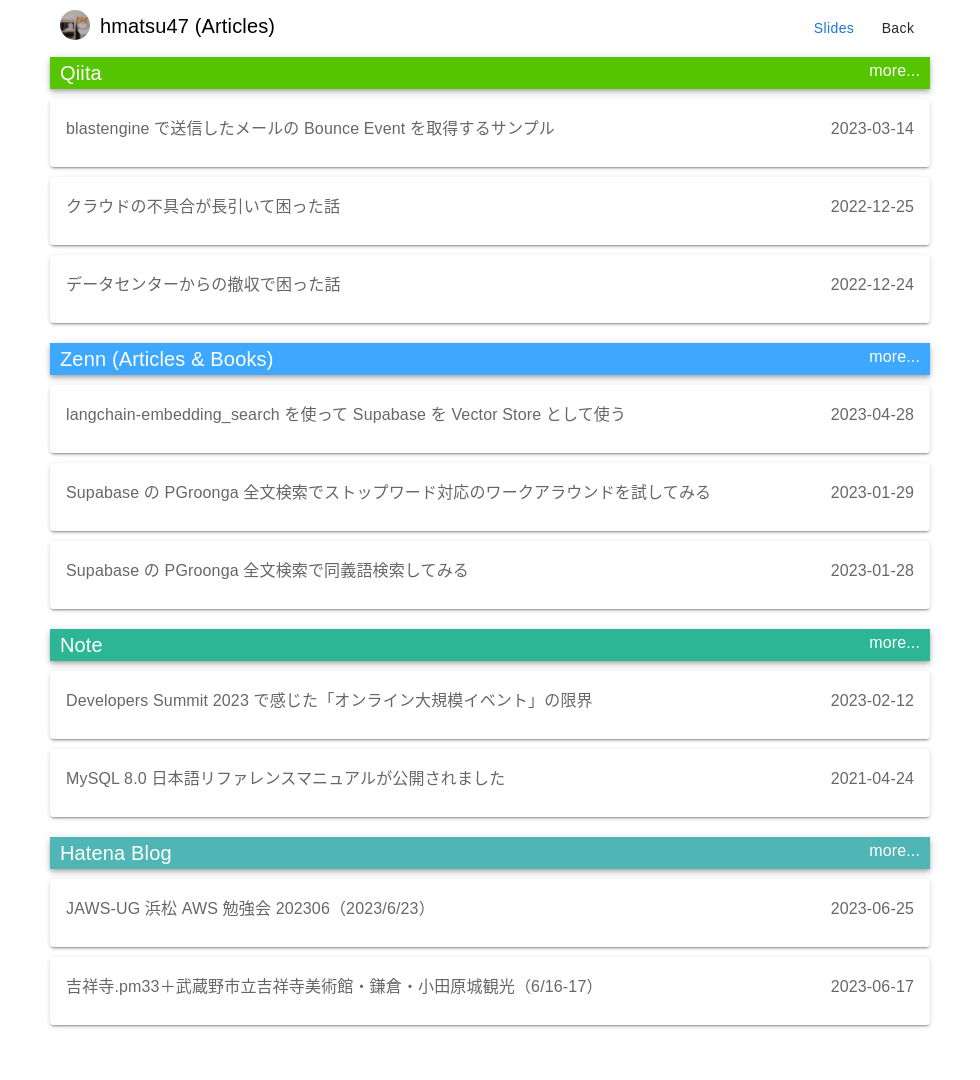 hmatsu47 (Articles)
Slides
Back
Qiita
more...
blastengine で送信したメールの Bounce Event を取得するサンプル
2023-03-14
クラウドの不具合が長引いて困った話
2022-12-25
データセンターからの撤収で困った話
2022-12-24
Zenn (Articles & Books)
more...
langchain-embedding_search を使って Supabase を Vector Store として使う
2023-04-28
Supabase の PGroonga 全文検索でストップワード対応のワークアラウンドを試してみる
2023-01-29
Supabase の PGroonga 全文検索で同義語検索してみる
2023-01-28
Note
more...
Developers Summit 2023 で感じた「オンライン大規模イベント」の限界
2023-02-12
MySQL 8.0 日本語リファレンスマニュアルが公開されました
2021-04-24
Hatena Blog
more...
JAWS-UG 浜松 AWS 勉強会 202306（2023/6/23）
2023-06-25
吉祥寺.pm33＋武蔵野市立吉祥寺美術館・鎌倉・小田原城観光（6/16-17）
2023-06-17